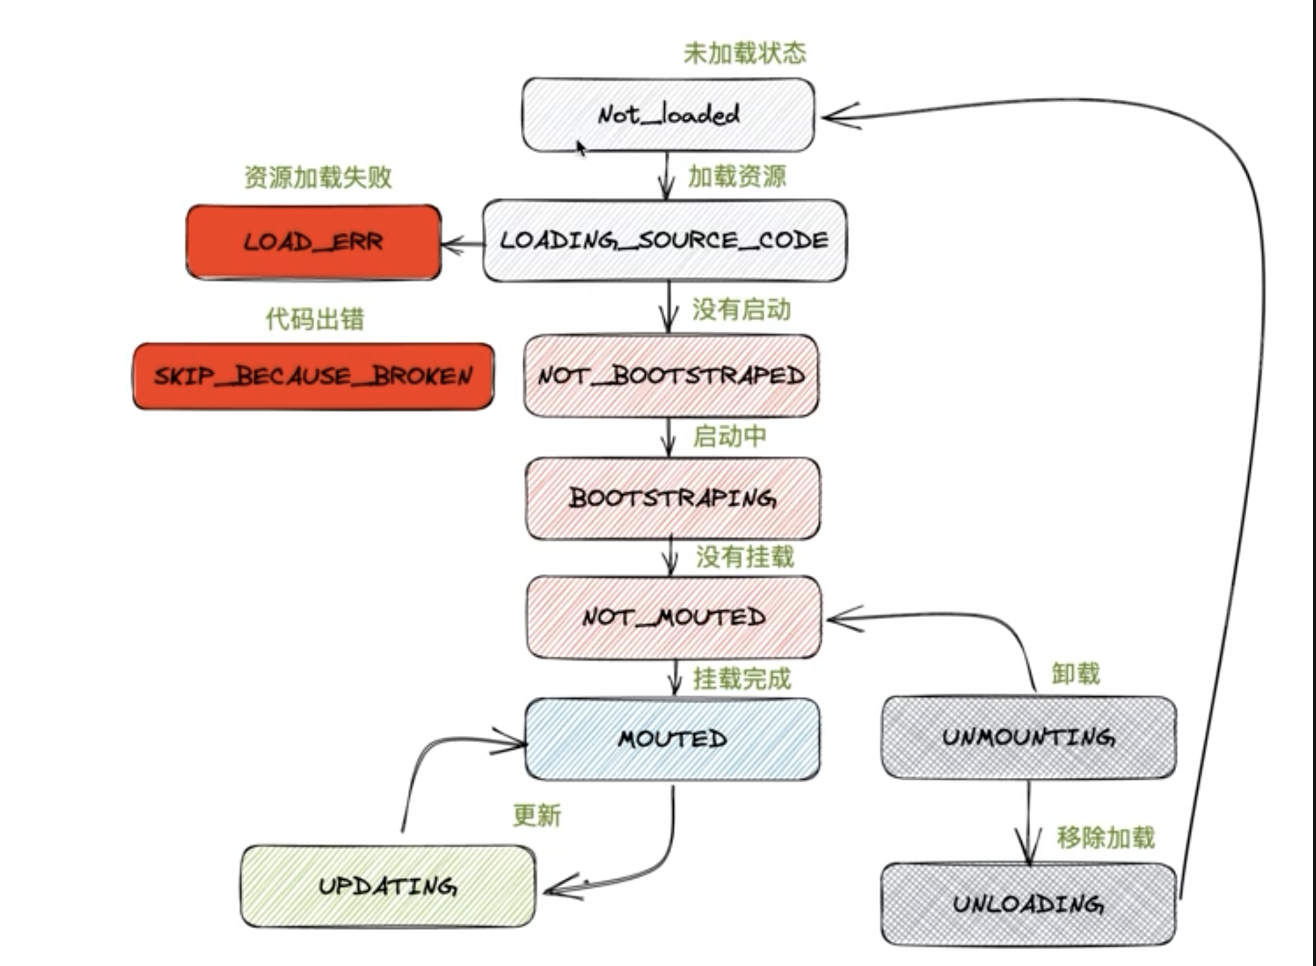 未加载状态
Not_loaded
加载资源
资源加载失败
LOAD_ERR
LOADING_SOURCE_CODE
没有启动
代码出错
SKIP_BECAUSE_BROKEN
NOT_BOOTSTRAPED
启动中
BOOTSTRAPING
没有挂载
NOT_MOUTED
挂载完成
卸载
MOUTED
UNMOUNTING
更新
移除加载
UPDATING
UNLOADING